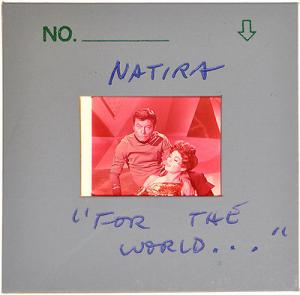 NO.
NATIRA
"FOR THE
WORLD..."